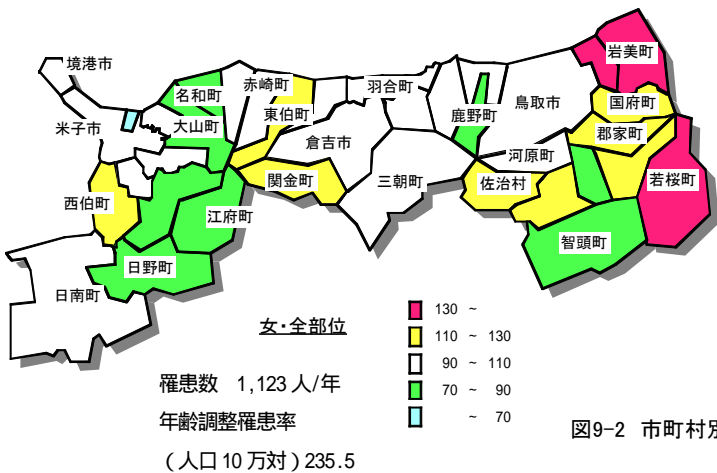 境港市
赤崎町
羽合町
岩美町
名和町
東伯町
鹿野町
鳥取市
国府町
米子市
大山町
倉吉市
郡家町
河原町
関金町
三朝町
佐治村
若桜町
西伯町
江府町
智頭町
日野町
日南町
女・全部位
130 ~
110 ~ 130
90 ~ 110
70 ~ 90
~ 70
罹患数 1,123 人/年
年齢調整罹患率
(人口10万対)235.5
図9-2 市町村別